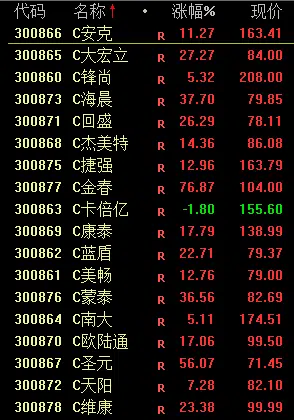 代码 名称↑ • 涨幅% 现价
300866 C安克 R 11.27 163.41
300865 C大宏立 R 27.27 84.00
300860 C锋尚 R 5.32 208.00
300873 C海晨 R 37.70 79.85
300871 C回盛 R 26.29 78.11
300868 C杰美特 R 14.36 86.08
300875 C捷强 R 12.96 163.79
300877 C金春 R 76.87 104.00
300863 C卡倍亿 R -1.80 155.60
300869 C康泰 R 17.79 138.99
300862 C蓝盾 R 22.71 79.37
300861 C美畅 R 12.76 79.00
300876 C蒙泰 R 36.56 82.69
300864 C南大 R 5.11 174.51
300870 C欧陆通 R 17.06 99.50
300867 C圣元 R 56.07 71.45
300872 C天阳 R 7.28 82.10
300878 C维康 R 23.38 99.99